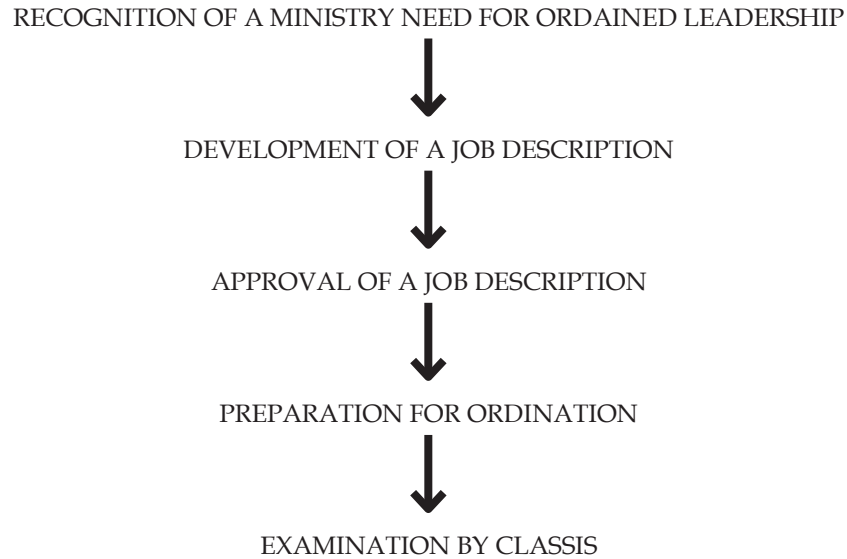 RECOGNITION OF A MINISTRY NEED FOR ORDAINED LEADERSHIP
DEVELOPMENT OF A JOB DESCRIPTION
APPROVAL OF A JOB DESCRIPTION
PREPARATION FOR ORDINATION
EXAMINATION BY CLASSIS